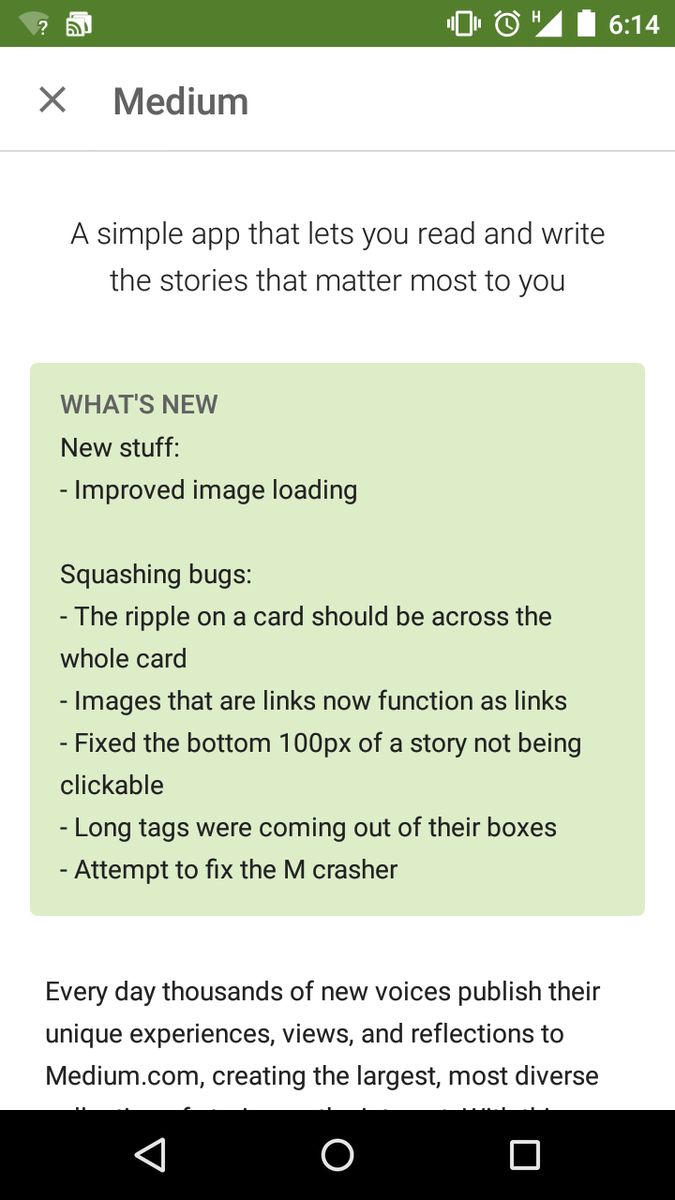 H 6:14
Medium
A simple app that lets you read and write
the stories that matter most to you
WHAT'S NEW
New stuff:
- Improved image loading
Squashing bugs:
- The ripple on a card should be across the
whole card
- Images that are links now function as links
- Fixed the bottom 100px of a story not being
clickable
- Long tags were coming out of their boxes
- Attempt to fix the M crasher
Every day thousands of new voices publish their
unique experiences, views, and reflections to
Medium.com, creating the largest, most diverse